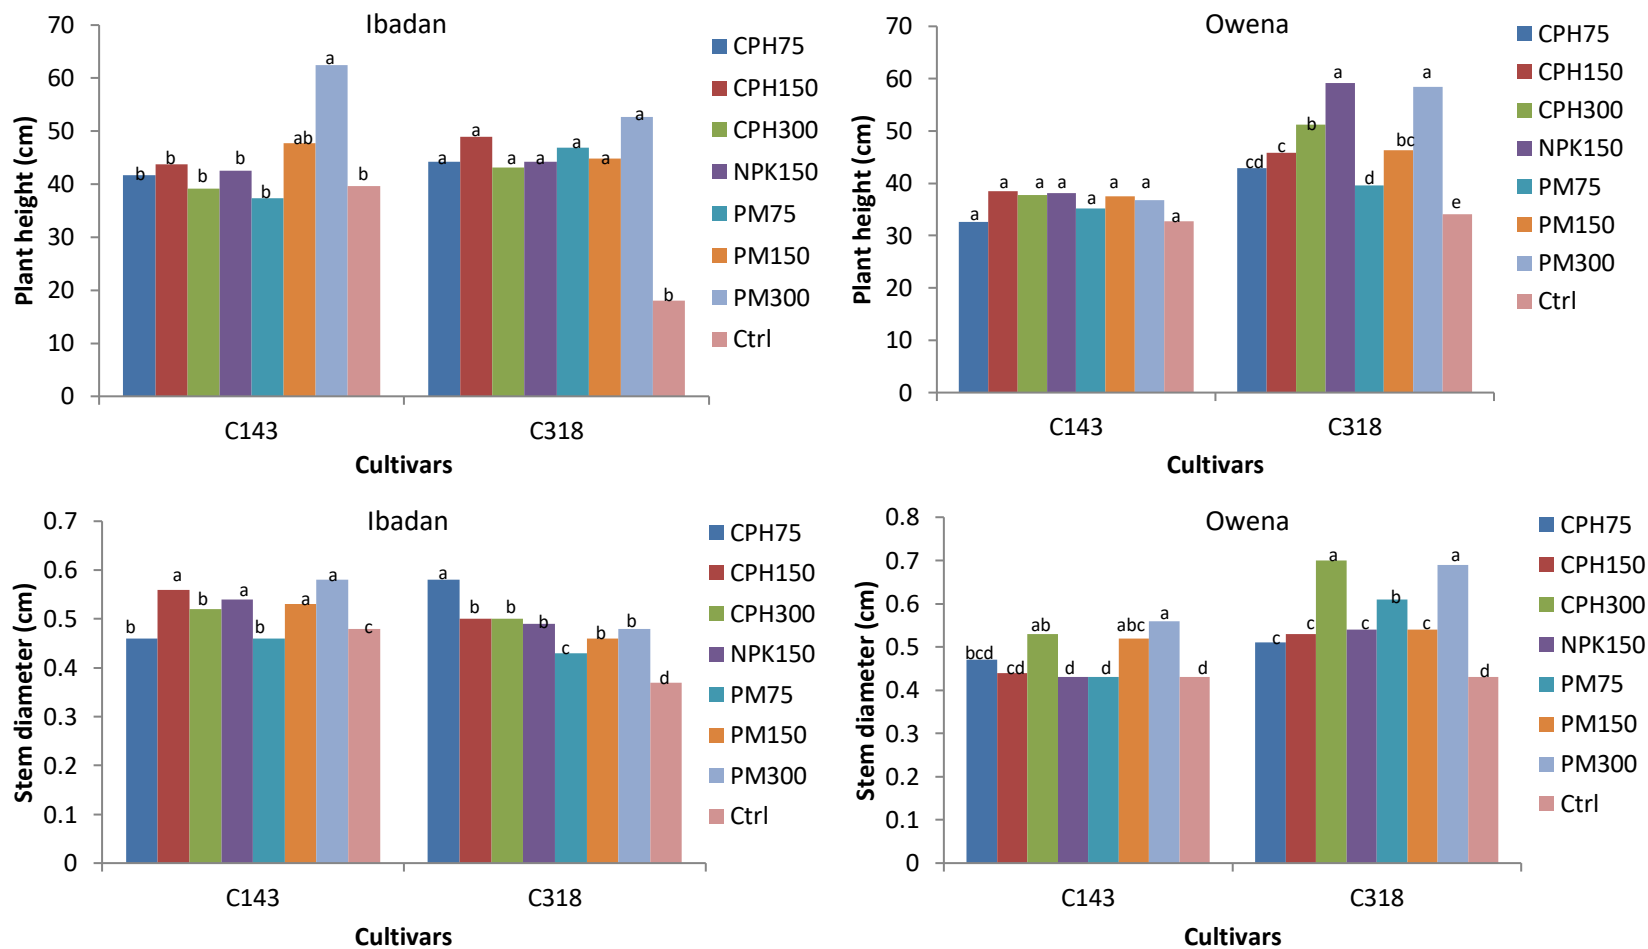 Ibadan
70
60
50
40
30
20
10
0
Plant height (cm)
b
b
b
b
b
ab
a
b
a
a
a
a
a
a
a
b
C143
C318
Cultivars
CPH75
CPH150
CPH300
NPK150
PM75
PM150
PM300
Ctrl
Owena
70
60
50
40
30
20
10
0
Plant height (cm)
a
a
a
a
a
a
a
a
cd
c
b
a
d
bc
a
e
C143
C318
Cultivars
CPH75
CPH150
CPH300
NPK150
PM75
PM150
PM300
Ctrl
Ibadan
0.7
0.6
0.5
0.4
0.3
0.2
0.1
0
Stem diameter (cm)
b
a
b
a
b
a
a
c
a
b
b
b
c
b
b
d
C143
C318
Cultivars
CPH75
CPH150
CPH300
NPK150
PM75
PM150
PM300
Ctrl
Owena
0.8
0.7
0.6
0.5
0.4
0.3
0.2
0.1
0
Stem diameter (cm)
bcd
cd
ab
d
d
abc
a
d
c
c
a
c
b
c
a
d
C143
C318
Cultivars
CPH75
CPH150
CPH300
NPK150
PM75
PM150
PM300
Ctrl